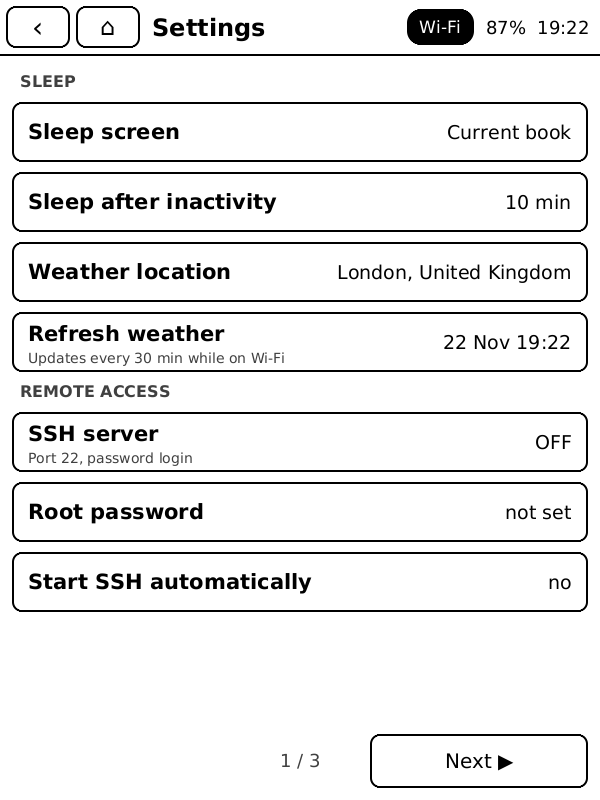 ‹ ⌂ Settings Wi-Fi 87% 19:22
SLEEP
Sleep screen Current book
Sleep after inactivity 10 min
Weather location London, United Kingdom
Refresh weather 22 Nov 19:22
Updates every 30 min while on Wi-Fi
REMOTE ACCESS
SSH server OFF
Port 22, password login
Root password not set
Start SSH automatically no
1 / 3 Next ▶